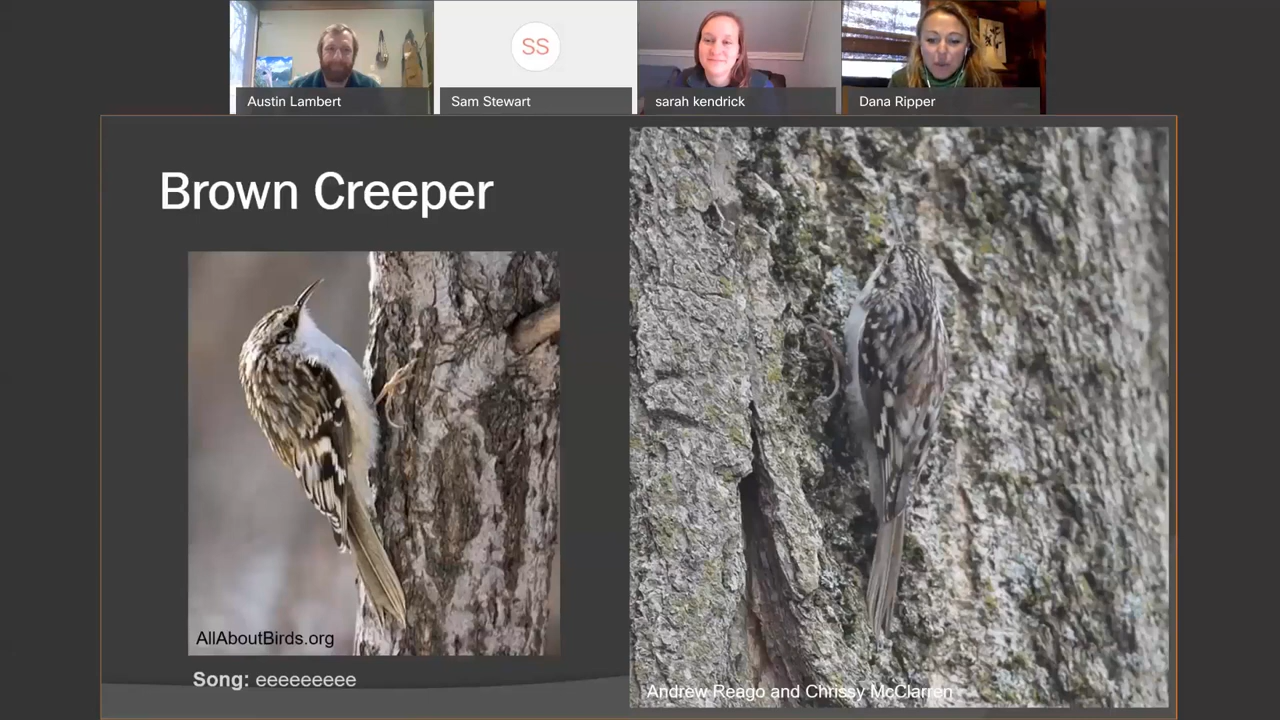 SS
Austin Lambert
Sam Stewart
sarah kendrick
Dana Ripper
Brown Creeper
AllAboutBirds.org
Song: eeeeeeeee
Andrew Reago and Chrissy McClarren